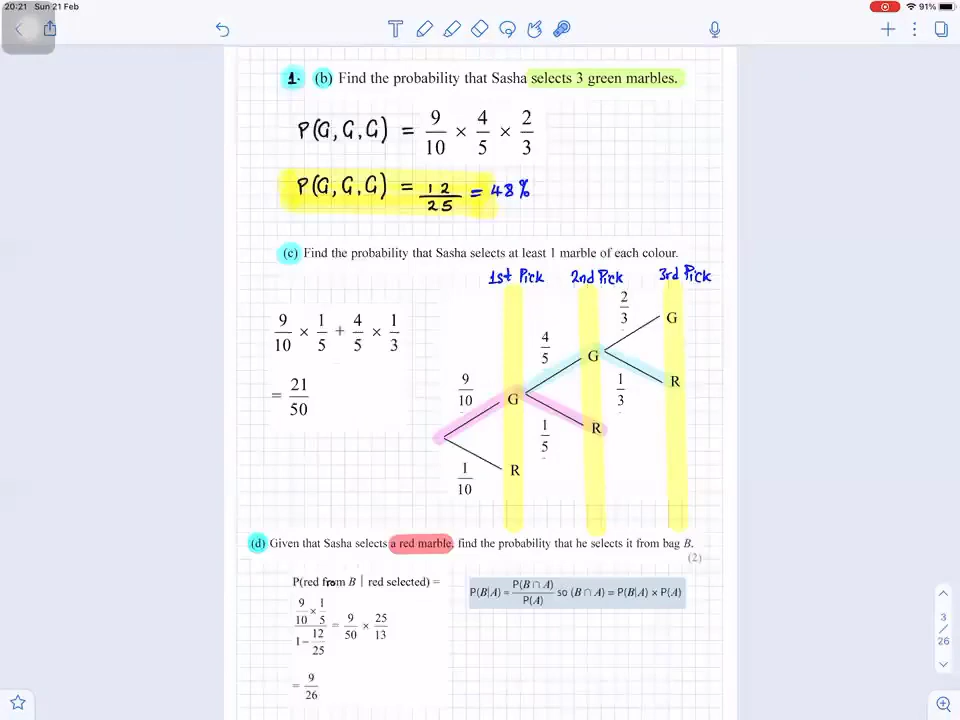 20:21 Sun 21 Feb
91%
1. (b) Find the probability that Sasha selects 3 green marbles.
P(G, G, G) = 9/10 × 4/5 × 2/3
P(G, G, G) = 12/25 = 48%
(c) Find the probability that Sasha selects at least 1 marble of each colour.
1st Pick 2nd Pick 3rd Pick
9/10 × 1/5 + 4/5 × 1/3
= 21/50
9/10
1/10
G
R
4/5
1/5
G
R
2/3
1/3
G
R
(d) Given that Sasha selects a red marble, find the probability that he selects it from bag B.
(2)
P(red from B | red selected) =
(9/10 × 1/5)/(1 − 12/25) = 9/50 × 25/13
= 9/26
P(B|A) = P(B ∩ A)/P(A) so (B ∩ A) = P(B|A) × P(A)
3
/
26